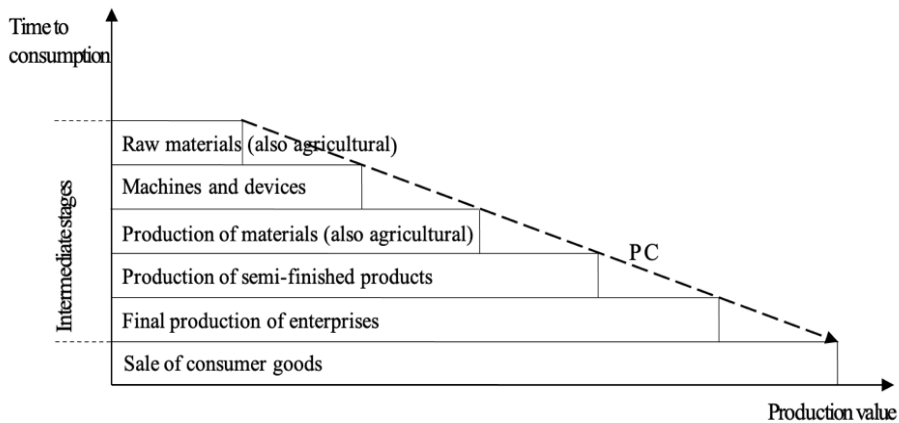 Time to
consumption
Raw materials (also agricultural)
Machines and devices
Production of materials (also agricultural)
PC
Production of semi-finished products
Final production of enterprises
Sale of consumer goods
Intermediate stages
Production value